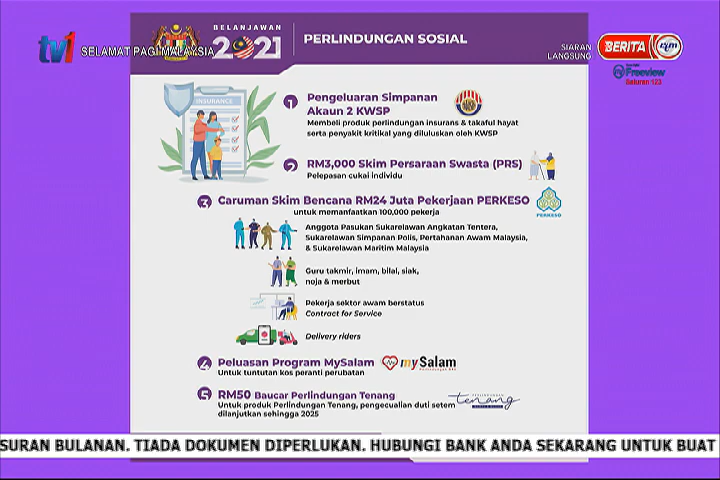 tv1
SELAMAT PAGI MALAYSIA
BELANJAWAN
2021
PERLINDUNGAN SOSIAL
SIARAN
LANGSUNG
BERITA
rtm
Freeview
Saluran 123
INSURANCE
1 Pengeluaran Simpanan
Akaun 2 KWSP
Membeli produk perlindungan insurans & takaful hayat
serta penyakit kritikal yang diluluskan oleh KWSP
2 RM3,000 Skim Persaraan Swasta (PRS)
Pelepasan cukai individu
3 Caruman Skim Bencana RM24 Juta Pekerjaan PERKESO
untuk memanfaatkan 100,000 pekerja
PERKESO
Anggota Pasukan Sukarelawan Angkatan Tentera,
Sukarelawan Simpanan Polis, Pertahanan Awam Malaysia,
& Sukarelawan Maritim Malaysia
Guru takmir, imam, bilal, siak,
noja & merbut
Pekerja sektor awam berstatus
Contract for Service
Delivery riders
4 Peluasan Program MySalam
mySalam
Untuk tuntutan kos peranti perubatan
5 RM50 Baucar Perlindungan Tenang
Untuk produk Perlindungan Tenang, pengecualian duti setem
dilanjutkan sehingga 2025
tenang
SURAN BULANAN. TIADA DOKUMEN DIPERLUKAN. HUBUNGI BANK ANDA SEKARANG UNTUK BUAT